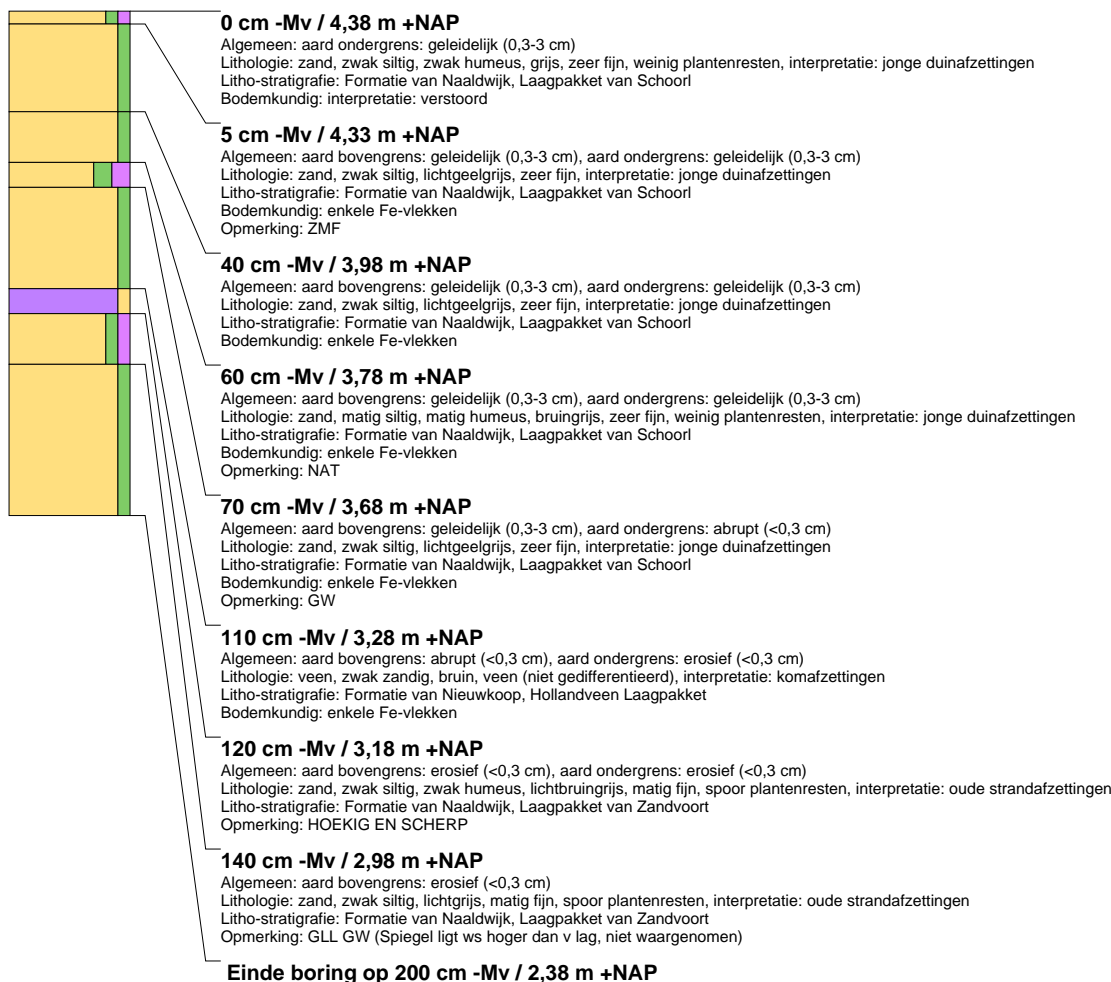 0 cm -Mv / 4,38 m +NAP
Algemeen: aard ondergrens: geleidelijk (0,3-3 cm)
Lithologie: zand, zwak siltig, zwak humeus, grijs, zeer fijn, weinig plantenresten, interpretatie: jonge duinafzettingen
Litho-stratigrafie: Formatie van Naaldwijk, Laagpakket van Schoorl
Bodemkundig: interpretatie: verstoord
5 cm -Mv / 4,33 m +NAP
Algemeen: aard bovengrens: geleidelijk (0,3-3 cm), aard ondergrens: geleidelijk (0,3-3 cm)
Lithologie: zand, zwak siltig, lichtgeelgrijs, zeer fijn, interpretatie: jonge duinafzettingen
Litho-stratigrafie: Formatie van Naaldwijk, Laagpakket van Schoorl
Bodemkundig: enkele Fe-vlekken
Opmerking: ZMF
40 cm -Mv / 3,98 m +NAP
Algemeen: aard bovengrens: geleidelijk (0,3-3 cm), aard ondergrens: geleidelijk (0,3-3 cm)
Lithologie: zand, zwak siltig, lichtgeelgrijs, zeer fijn, interpretatie: jonge duinafzettingen
Litho-stratigrafie: Formatie van Naaldwijk, Laagpakket van Schoorl
Bodemkundig: enkele Fe-vlekken
60 cm -Mv / 3,78 m +NAP
Algemeen: aard bovengrens: geleidelijk (0,3-3 cm), aard ondergrens: geleidelijk (0,3-3 cm)
Lithologie: zand, matig siltig, matig humeus, bruingrijs, zeer fijn, weinig plantenresten, interpretatie: jonge duinafzettingen
Litho-stratigrafie: Formatie van Naaldwijk, Laagpakket van Schoorl
Bodemkundig: enkele Fe-vlekken
Opmerking: NAT
70 cm -Mv / 3,68 m +NAP
Algemeen: aard bovengrens: geleidelijk (0,3-3 cm), aard ondergrens: abrupt (<0,3 cm)
Lithologie: zand, zwak siltig, lichtgeelgrijs, zeer fijn, interpretatie: jonge duinafzettingen
Litho-stratigrafie: Formatie van Naaldwijk, Laagpakket van Schoorl
Bodemkundig: enkele Fe-vlekken
Opmerking: GW
110 cm -Mv / 3,28 m +NAP
Algemeen: aard bovengrens: abrupt (<0,3 cm), aard ondergrens: erosief (<0,3 cm)
Lithologie: veen, zwak zandig, bruin, veen (niet gedifferentieerd), interpretatie: komafzettingen
Litho-stratigrafie: Formatie van Nieuwkoop, Hollandveen Laagpakket
Bodemkundig: enkele Fe-vlekken
120 cm -Mv / 3,18 m +NAP
Algemeen: aard bovengrens: erosief (<0,3 cm), aard ondergrens: erosief (<0,3 cm)
Lithologie: zand, zwak siltig, zwak humeus, lichtbruingrijs, matig fijn, spoor plantenresten, interpretatie: oude strandafzettingen
Litho-stratigrafie: Formatie van Naaldwijk, Laagpakket van Zandvoort
Opmerking: HOEKIG EN SCHERP
140 cm -Mv / 2,98 m +NAP
Algemeen: aard bovengrens: erosief (<0,3 cm)
Lithologie: zand, zwak siltig, lichtgrijs, matig fijn, spoor plantenresten, interpretatie: oude strandafzettingen
Litho-stratigrafie: Formatie van Naaldwijk, Laagpakket van Zandvoort
Opmerking: GLL GW (Spiegel ligt ws hoger dan v lag, niet waargenomen)
Einde boring op 200 cm -Mv / 2,38 m +NAP